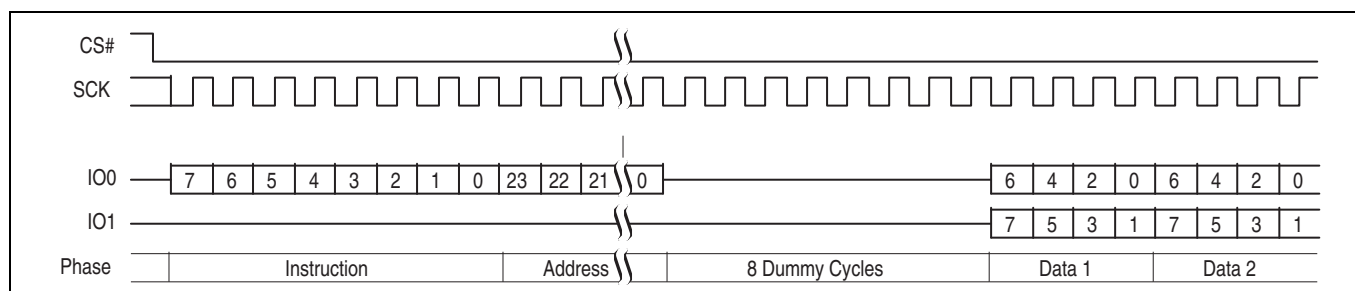 CS#
SCK
IO0 7 6 5 4 3 2 1 0 23 22 21 0 6 4 2 0 6 4 2 0
IO1 7 5 3 1 7 5 3 1
Phase Instruction Address 8 Dummy Cycles Data 1 Data 2